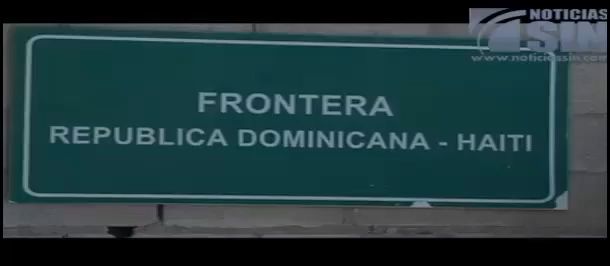 NOTICIAS
SIN
www.noticiassin.com
FRONTERA
REPUBLICA DOMINICANA - HAITI